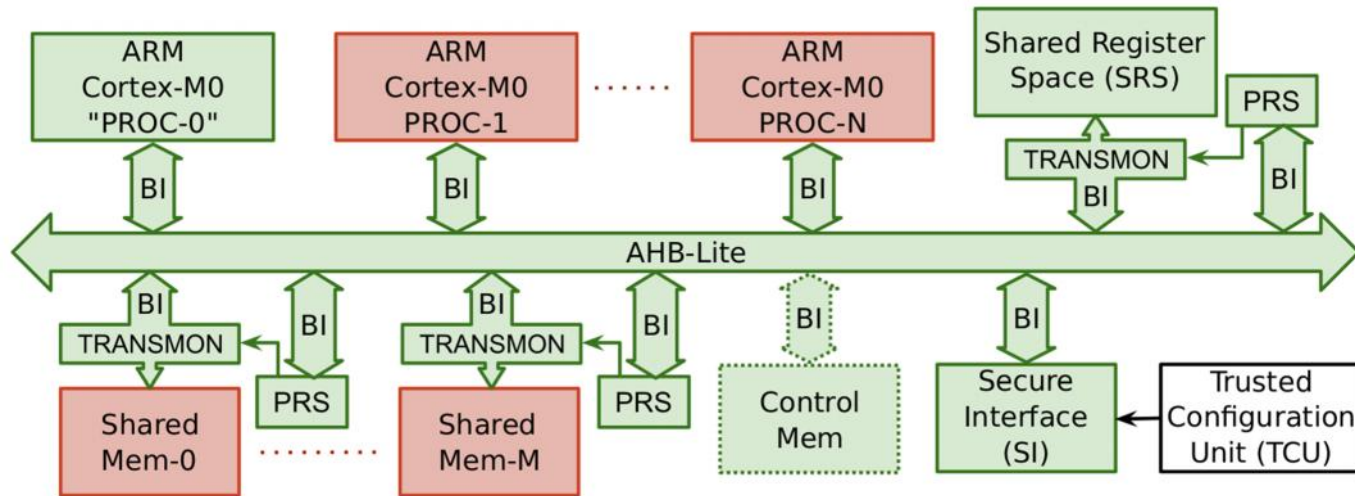 ARM
Cortex-M0
"PROC-0"
ARM
Cortex-M0
PROC-1
ARM
Cortex-M0
PROC-N
Shared Register
Space (SRS)
PRS
TRANSMON
BI
BI
BI
BI
BI
AHB-Lite
BI
BI
BI
BI
BI
BI
TRANSMON
TRANSMON
PRS
PRS
Shared
Mem-0
Shared
Mem-M
Control
Mem
Secure
Interface
(SI)
Trusted
Configuration
Unit (TCU)